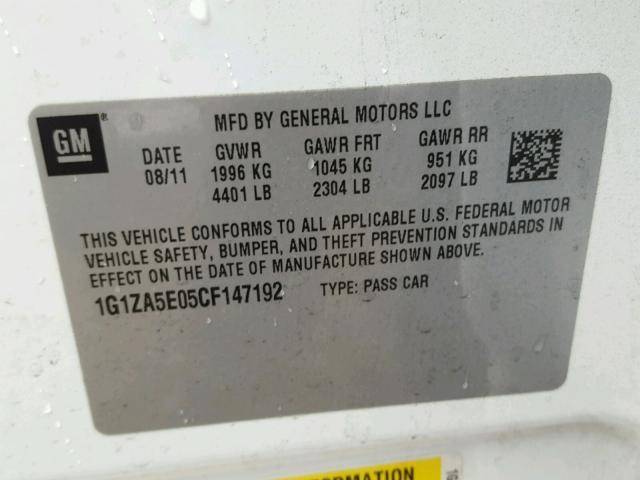 GM ®
MFD BY GENERAL MOTORS LLC
DATE GVWR GAWR FRT GAWR RR
08/11 1996 KG 1045 KG 951 KG
4401 LB 2304 LB 2097 LB
THIS VEHICLE CONFORMS TO ALL APPLICABLE U.S. FEDERAL MOTOR
VEHICLE SAFETY, BUMPER, AND THEFT PREVENTION STANDARDS IN
EFFECT ON THE DATE OF MANUFACTURE SHOWN ABOVE.
1G1ZA5E05CF147192 TYPE: PASS CAR